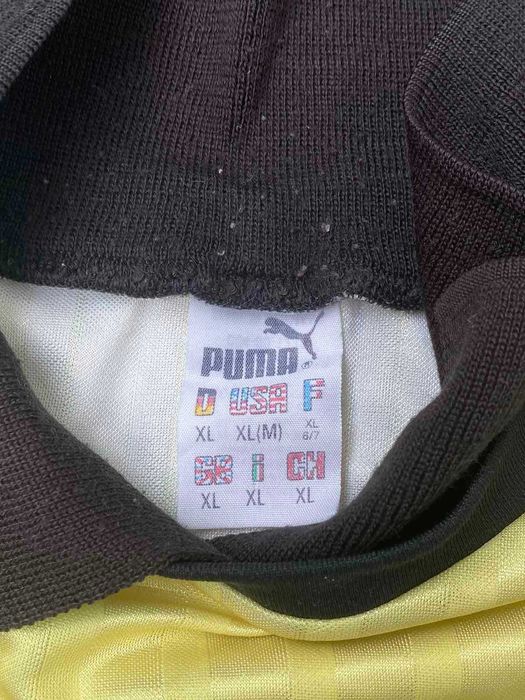 PUMA
D USA F
XL XL(M) XL 6/7
GB i CH
XL XL XL